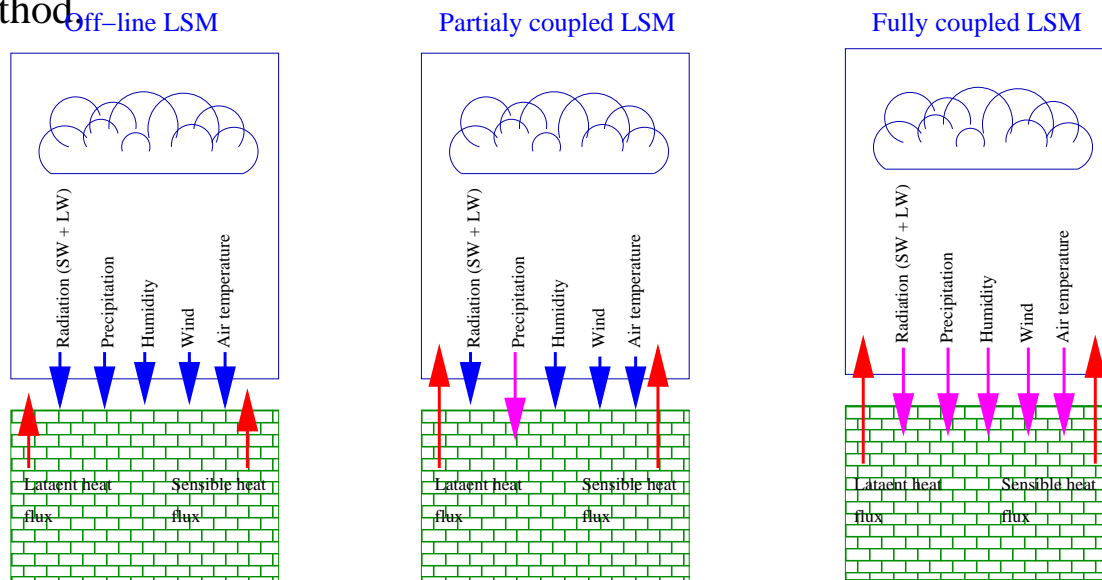 thod.
Off−line LSM
Radiation (SW + LW)
Precipitation
Humidity
Wind
Air temperature
Lataent heat
flux
Sensible heat
flux
Partialy coupled LSM
Radiation (SW + LW)
Precipitation
Humidity
Wind
Air temperature
Lataent heat
flux
Sensible heat
flux
Fully coupled LSM
Radiation (SW + LW)
Precipitation
Humidity
Wind
Air temperature
Lataent heat
flux
Sensible heat
flux